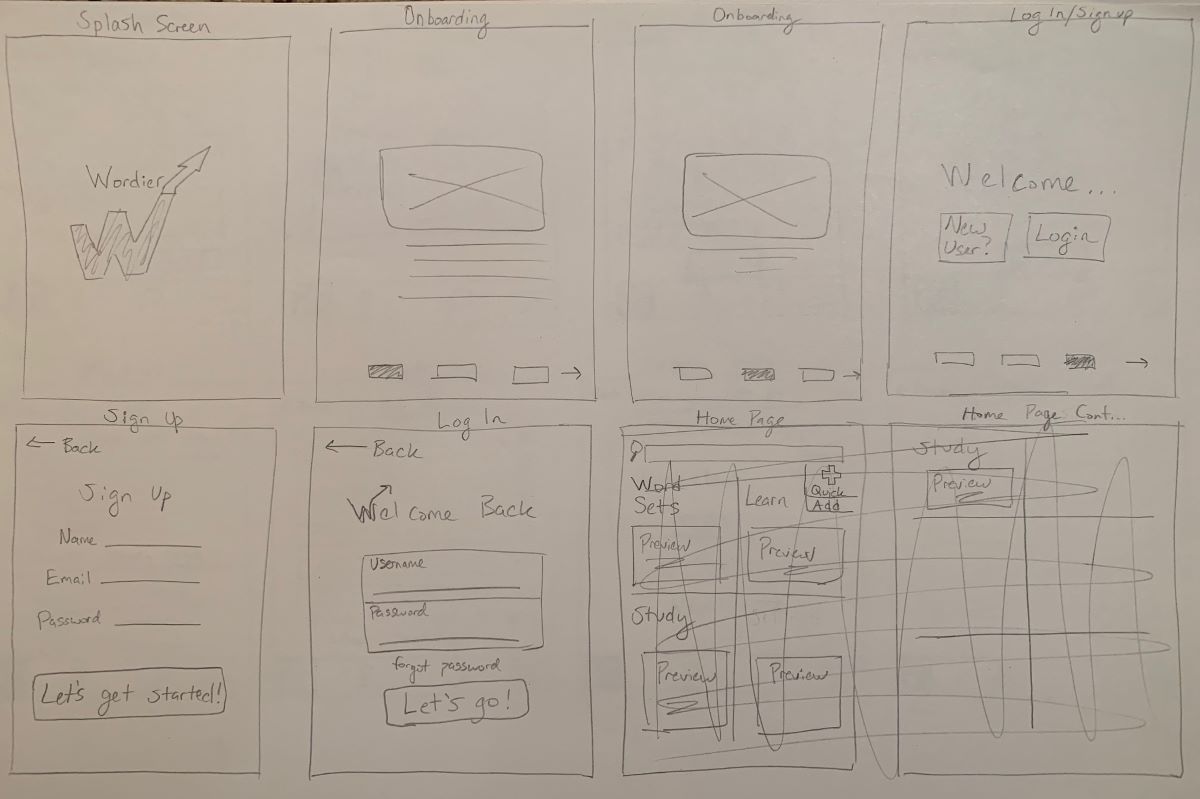 Splash Screen
Wordier
Onboarding
Onboarding
Log In/Sign up
Welcome...
New
User?
Login
Sign Up
← Back
Sign Up
Name
Email
Password
Let's get started!
Log In
← Back
Welcome Back
Username
Password
forgot password
Let's go!
Home Page
Word
Sets
Learn
Quick
Add
Preview
Preview
Study
Preview
Preview
Home Page Cont...
Study
Preview